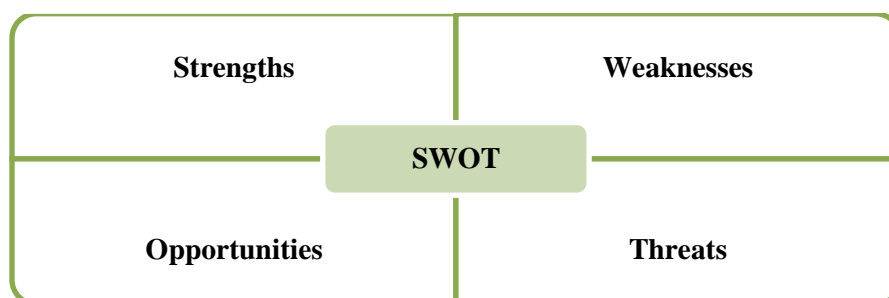 Strengths
Weaknesses
SWOT
Opportunities
Threats